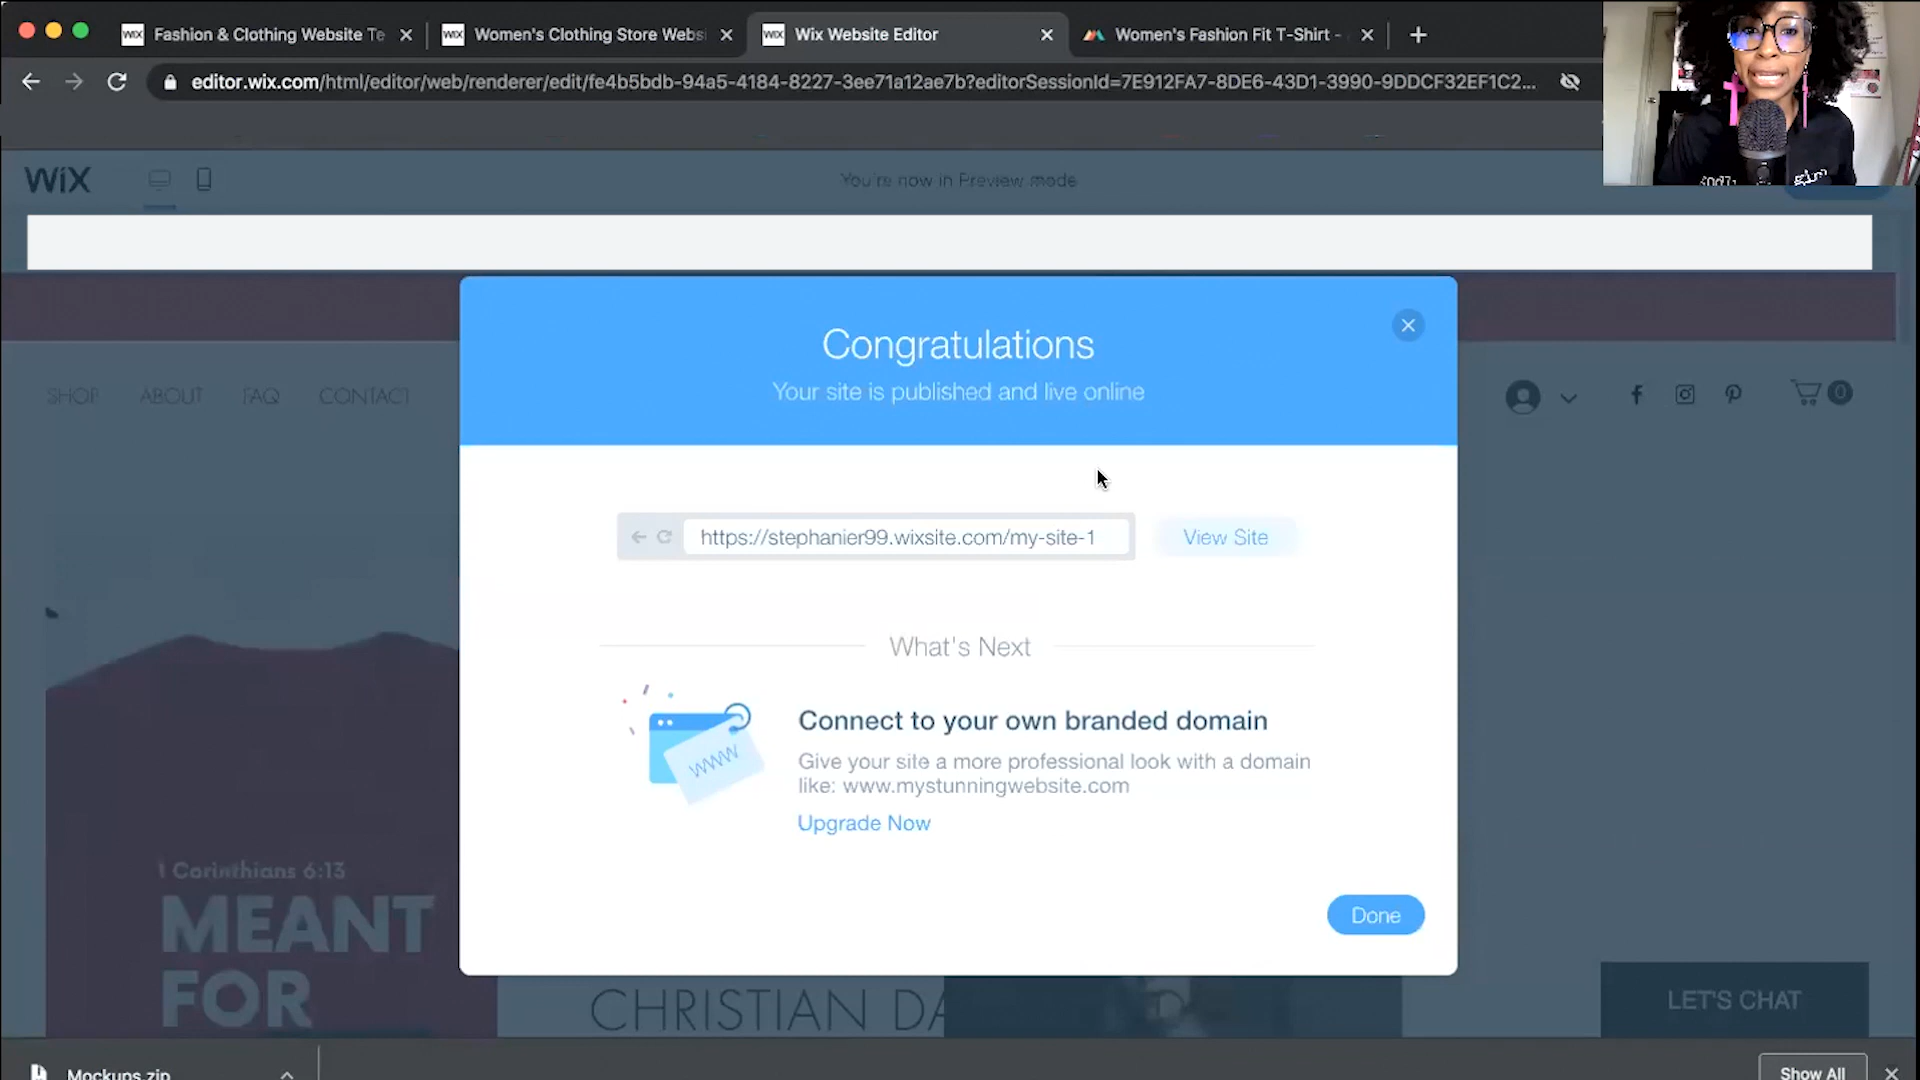 WIX Fashion & Clothing Website Te
WIX Women's Clothing Store Websi
WIX Wix Website Editor
Women's Fashion Fit T-Shirt -
editor.wix.com/html/editor/web/renderer/edit/fe4b5bdb-94a5-4184-8227-3ee71a12ae7b?editorSessionId=7E912FA7-8DE6-43D1-3990-9DDCF32EF1C2...
WiX
You're now in Preview mode
SHOP ABOUT FAQ CONTACT
0
Congratulations
Your site is published and live online
https://stephanier99.wixsite.com/my-site-1
View Site
What's Next
WWW
Connect to your own branded domain
Give your site a more professional look with a domain
like: www.mystunningwebsite.com
Upgrade Now
Done
1 Corinthians 6:13
MEANT
FOR
CHRISTIAN DA
LET'S CHAT
Mockups.zip
Show All